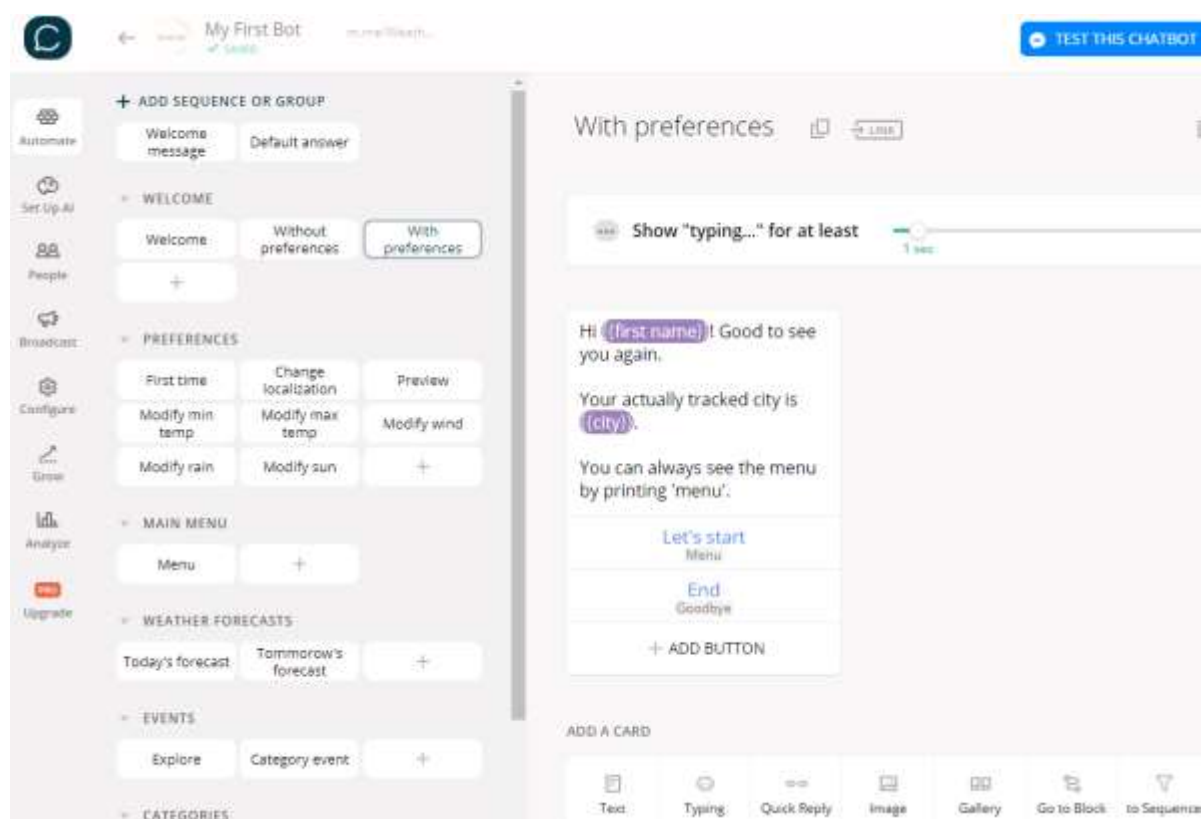 My First Bot
SAVED
TEST THIS CHATBOT
Automate
Set Up AI
People
Broadcast
Configure
Grow
Analyze
PRO
Upgrade
+ ADD SEQUENCE OR GROUP
Welcome
message
Default answer
WELCOME
Welcome
Without
preferences
With
preferences
+
PREFERENCES
First time
Change
localization
Preview
Modify min
temp
Modify max
temp
Modify wind
Modify rain
Modify sun
+
MAIN MENU
Menu
+
WEATHER FORECASTS
Today's forecast
Tommorow's
forecast
+
EVENTS
Explore
Category event
+
CATEGORIES
With preferences
LINK
Show "typing..." for at least
1 sec
Hi {{first name}}! Good to see
you again.
Your actually tracked city is
{{city}}.
You can always see the menu
by printing 'menu'.
Let's start
Menu
End
Goodbye
+ ADD BUTTON
ADD A CARD
Text
Typing
Quick Reply
Image
Gallery
Go to Block
to Sequence